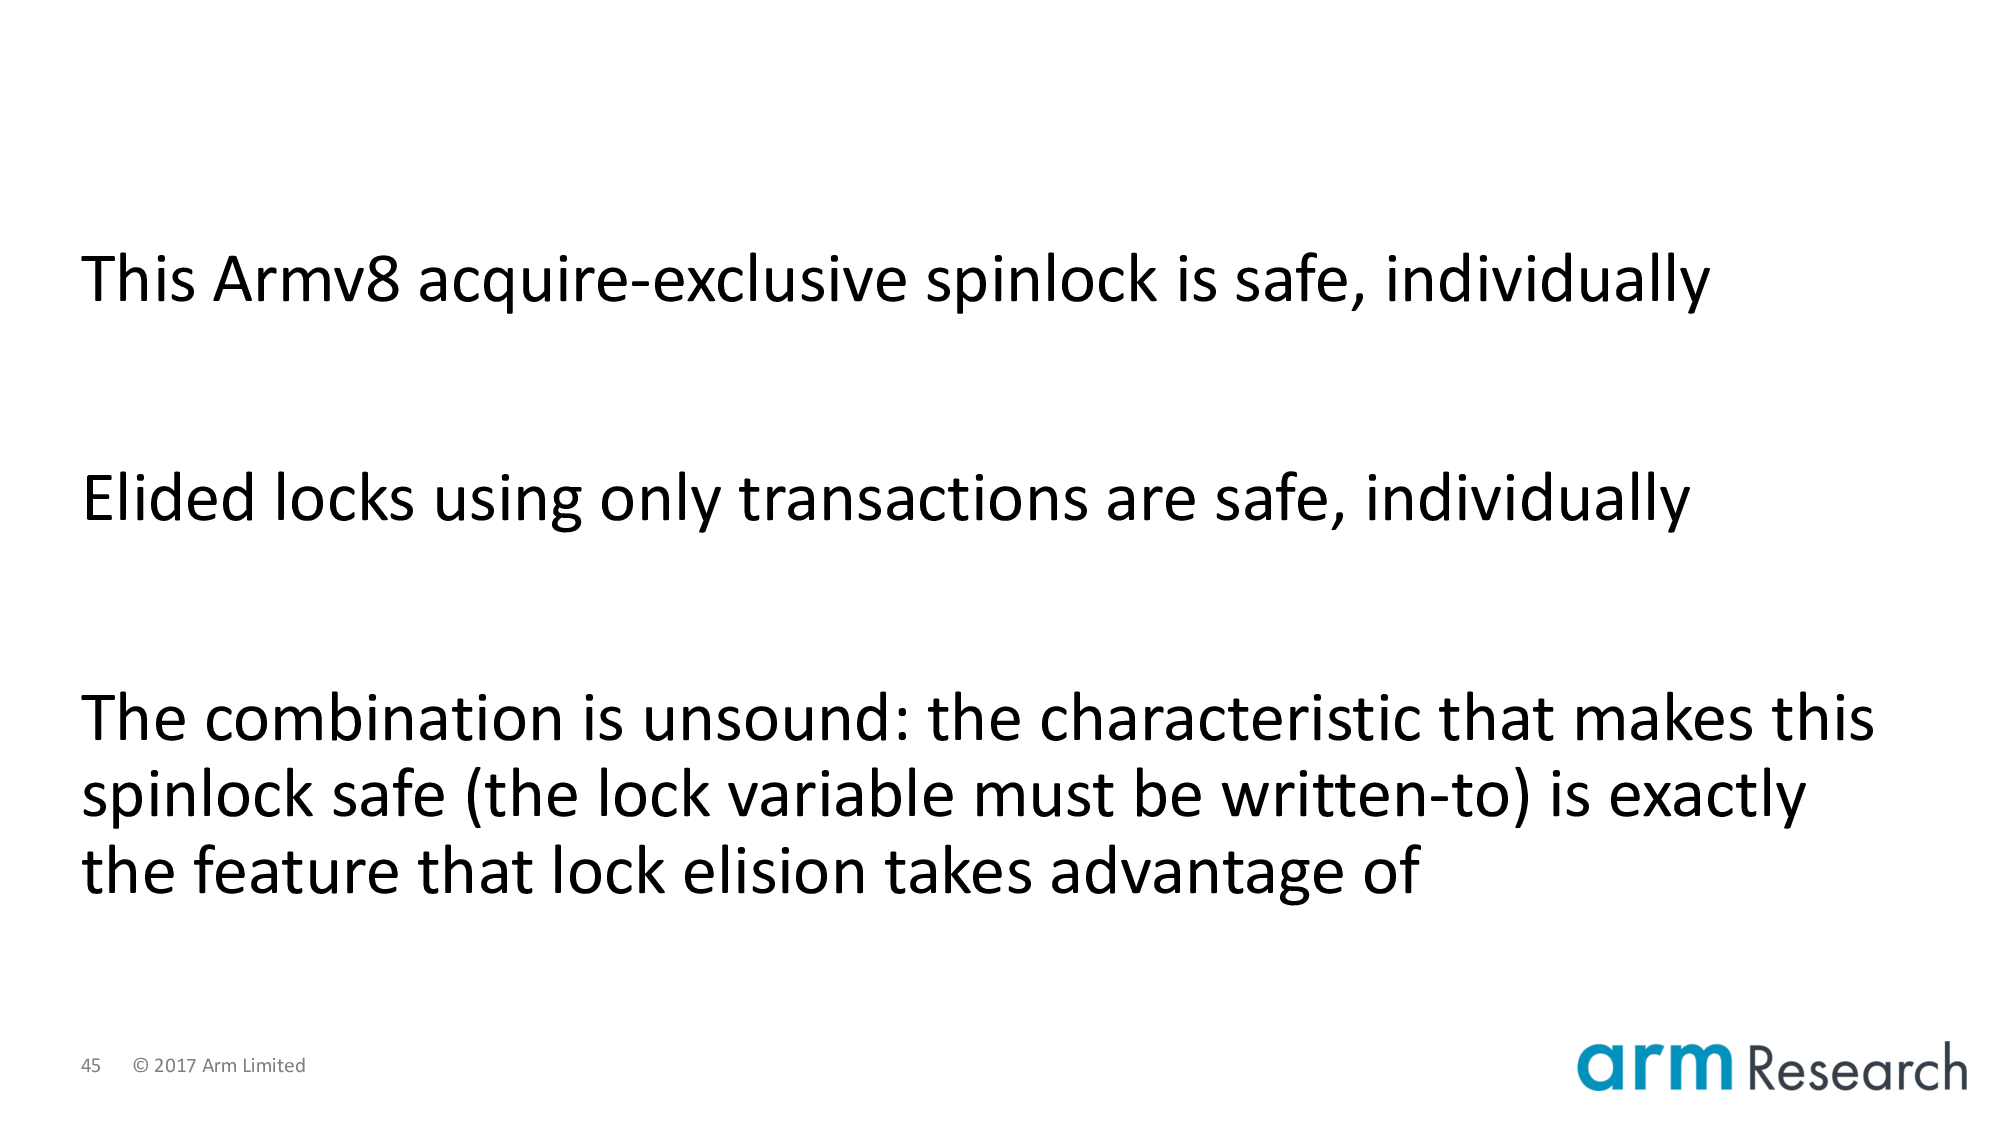 This Armv8 acquire-exclusive spinlock is safe, individually
Elided locks using only transactions are safe, individually
The combination is unsound: the characteristic that makes this
spinlock safe (the lock variable must be written-to) is exactly
the feature that lock elision takes advantage of
45 © 2017 Arm Limited
arm Research